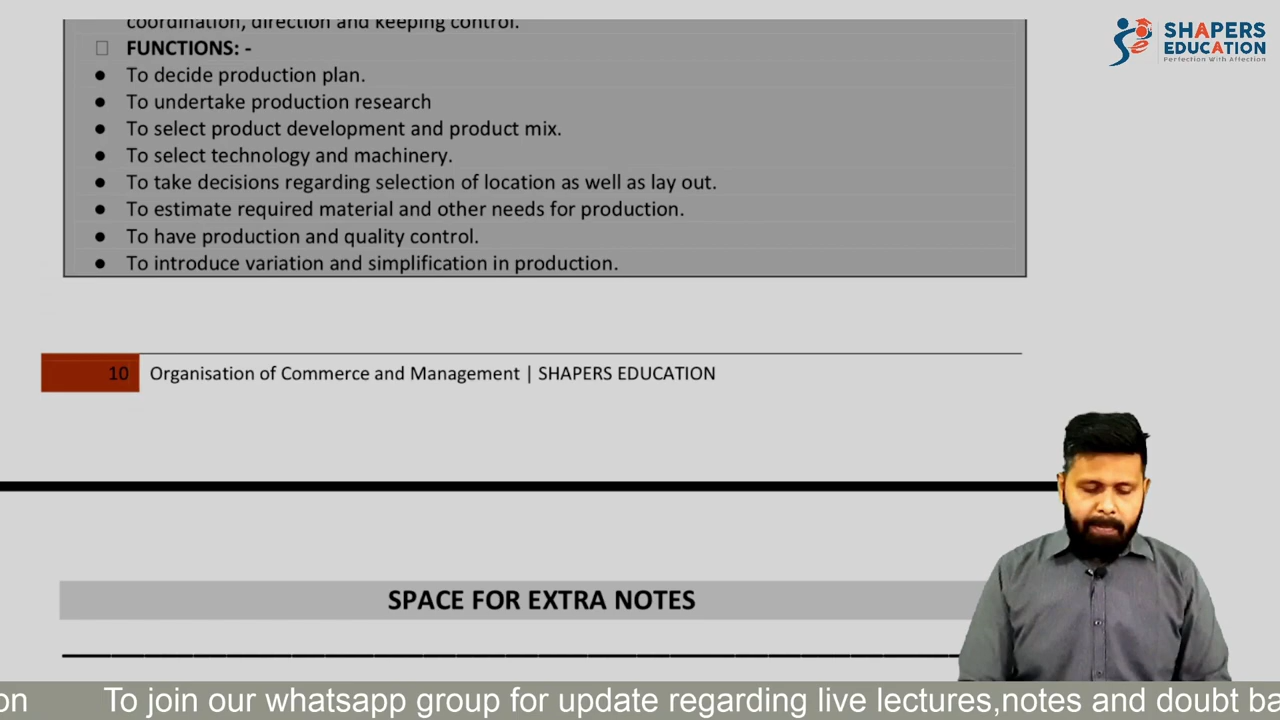 coordination, direction and keeping control.
FUNCTIONS: -
● To decide production plan.
● To undertake production research
● To select product development and product mix.
● To select technology and machinery.
● To take decisions regarding selection of location as well as lay out.
● To estimate required material and other needs for production.
● To have production and quality control.
● To introduce variation and simplification in production.
10 Organisation of Commerce and Management | SHAPERS EDUCATION
SPACE FOR EXTRA NOTES
on To join our whatsapp group for update regarding live lectures,notes and doubt ba
SHAPERS
EDUCATION
Perfection With Affection